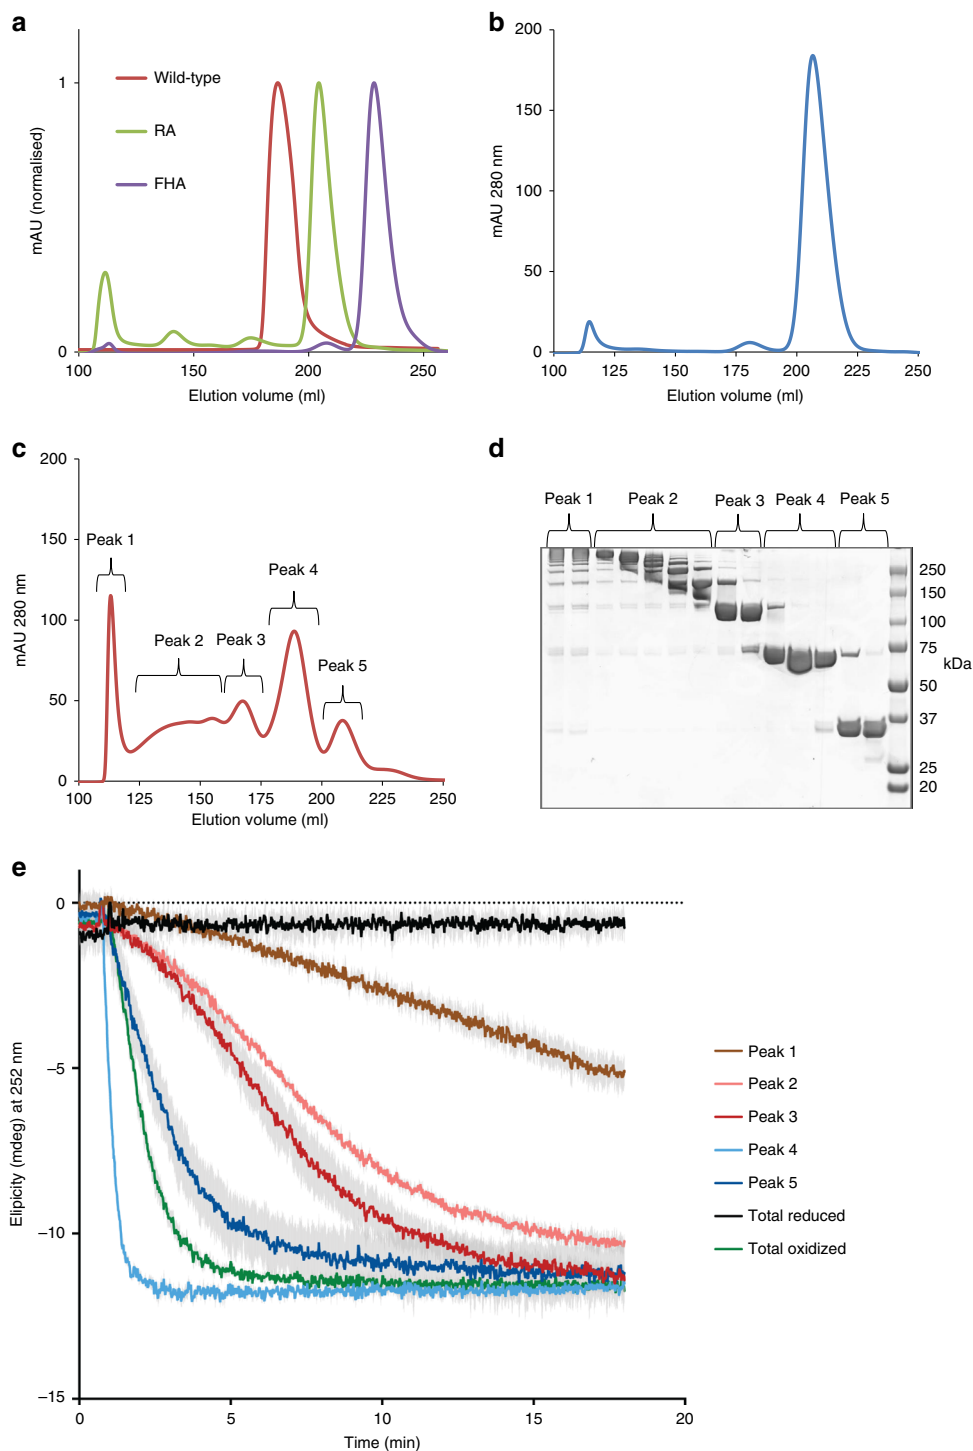 a
1
0
mAU (normalised)
Wild-type
RA
FHA
100
150
200
250
Elution volume (ml)
b
200
150
100
50
0
mAU 280 nm
100
125
150
175
200
225
250
Elution volume (ml)
c
200
150
100
50
0
mAU 280 nm
Peak 1
Peak 2
Peak 3
Peak 4
Peak 5
100
125
150
175
200
225
250
Elution volume (ml)
d
Peak 1
Peak 2
Peak 3
Peak 4
Peak 5
250
150
100
75
kDa
50
37
25
20
e
0
–5
–10
–15
Elipicity (mdeg) at 252 nm
0
5
10
15
20
Time (min)
Peak 1
Peak 2
Peak 3
Peak 4
Peak 5
Total reduced
Total oxidized